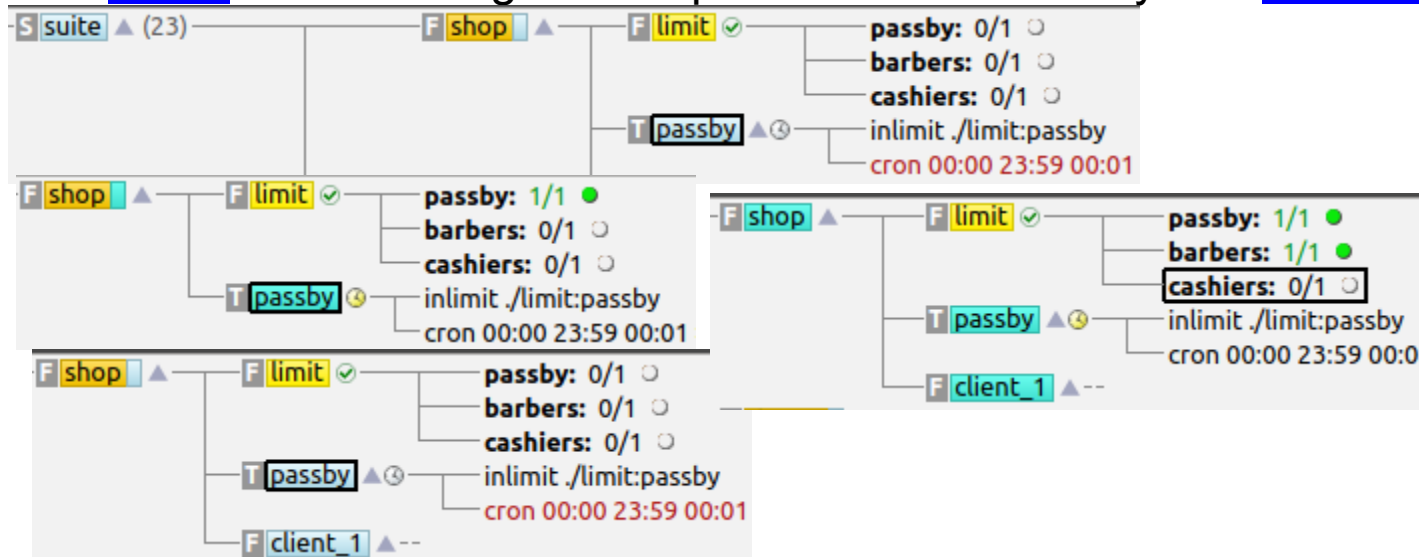 S suite (23) F shop F limit passby: 0/1
barbers: 0/1
cashiers: 0/1
T passby inlimit ./limit:passby
cron 00:00 23:59 00:01
F shop F limit passby: 1/1
barbers: 0/1
cashiers: 0/1
T passby inlimit ./limit:passby
cron 00:00 23:59 00:01
F shop F limit passby: 1/1
barbers: 1/1
cashiers: 0/1
T passby inlimit ./limit:passby
cron 00:00 23:59 00:0
F client_1 --
F shop F limit passby: 0/1
barbers: 0/1
cashiers: 0/1
T passby inlimit ./limit:passby
cron 00:00 23:59 00:01
F client_1 --